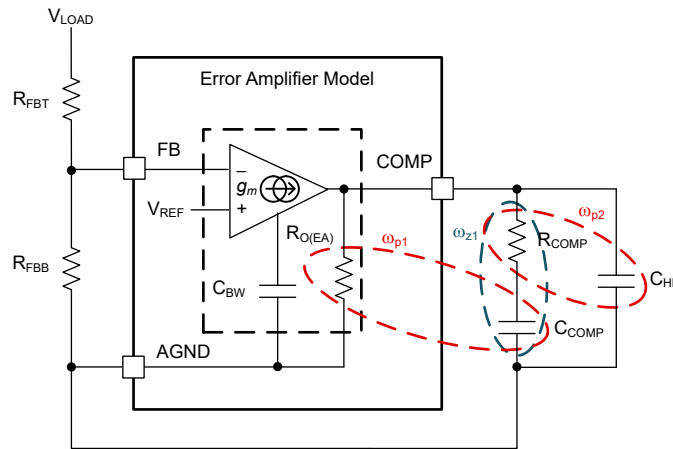 VLOAD
Error Amplifier Model
RFBT
FB
COMP
–
gm
+
VREF
RO(EA)
ωp1
ωz1
ωp2
RCOMP
RFBB
CBW
CHF
CCOMP
AGND